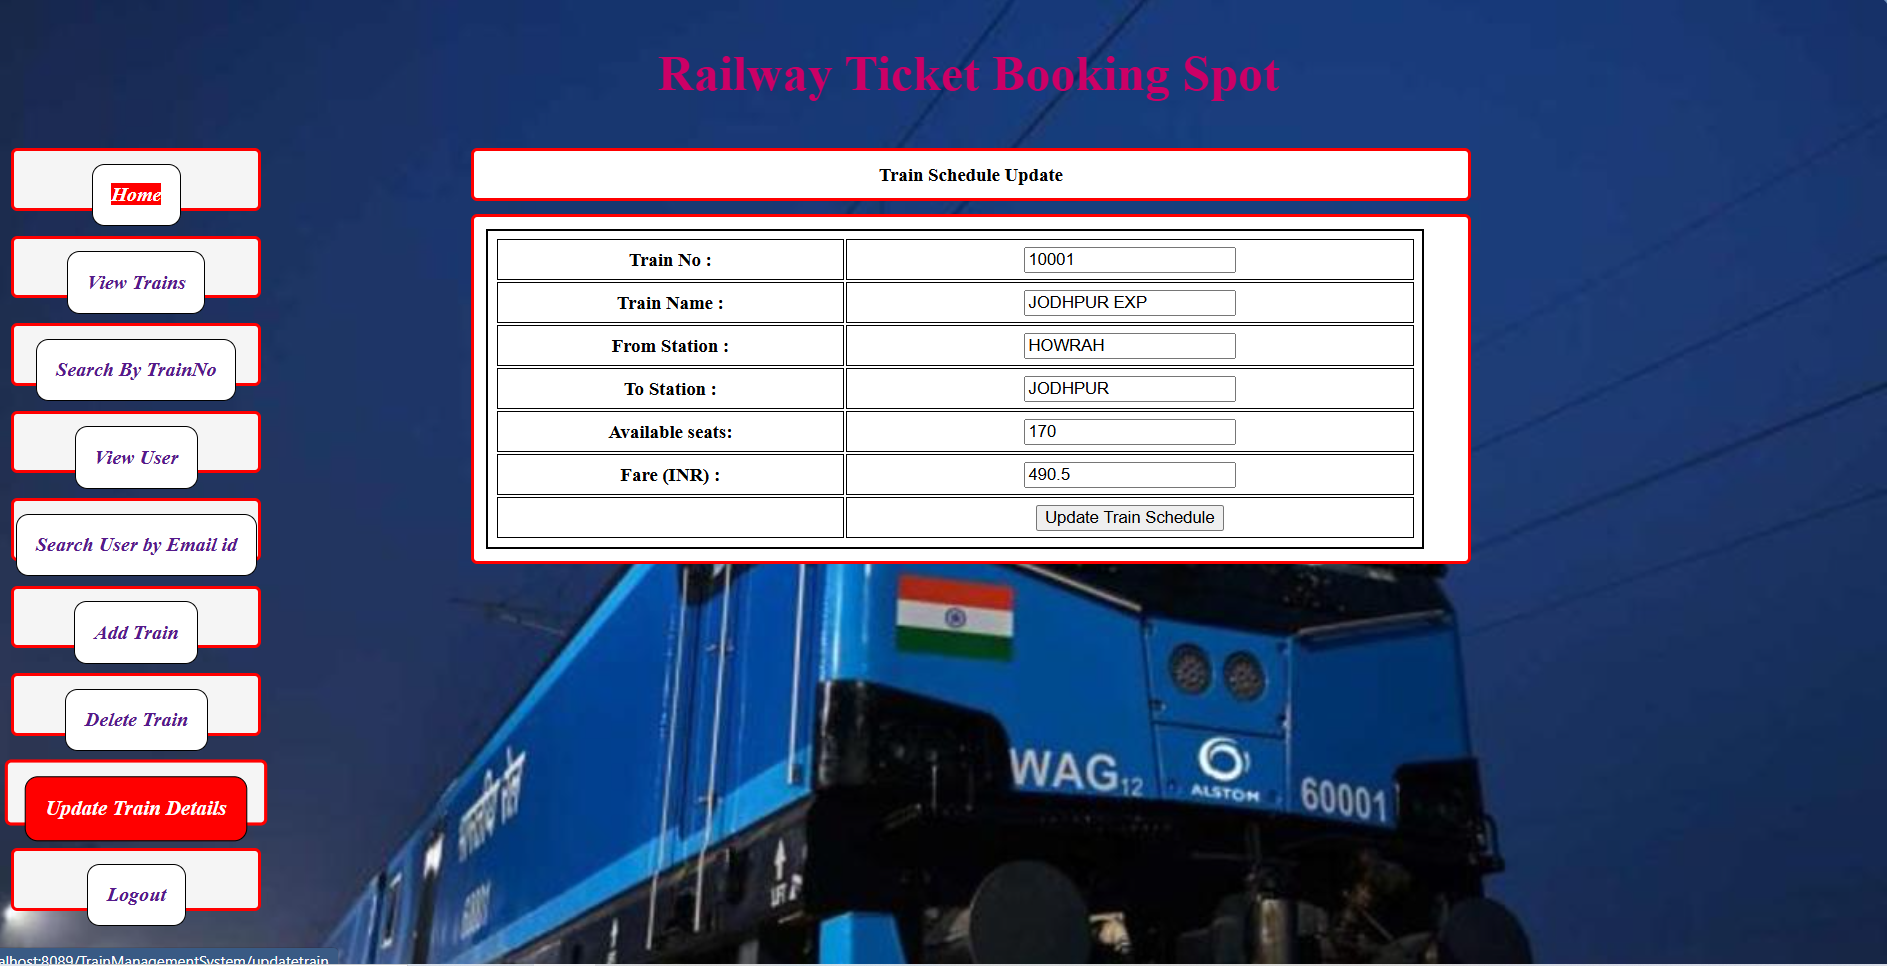 Railway Ticket Booking Spot
Home
View Trains
Search By TrainNo
View User
Search User by Email id
Add Train
Delete Train
Update Train Details
Logout
Train Schedule Update
Train No : 10001
Train Name : JODHPUR EXP
From Station : HOWRAH
To Station : JODHPUR
Available seats: 170
Fare (INR) : 490.5
Update Train Schedule
WAG12
ALSTOM
60001
भारतीय रेल
60001
LIFT
alhost:8089/TrainManagementSystem/updatetrain